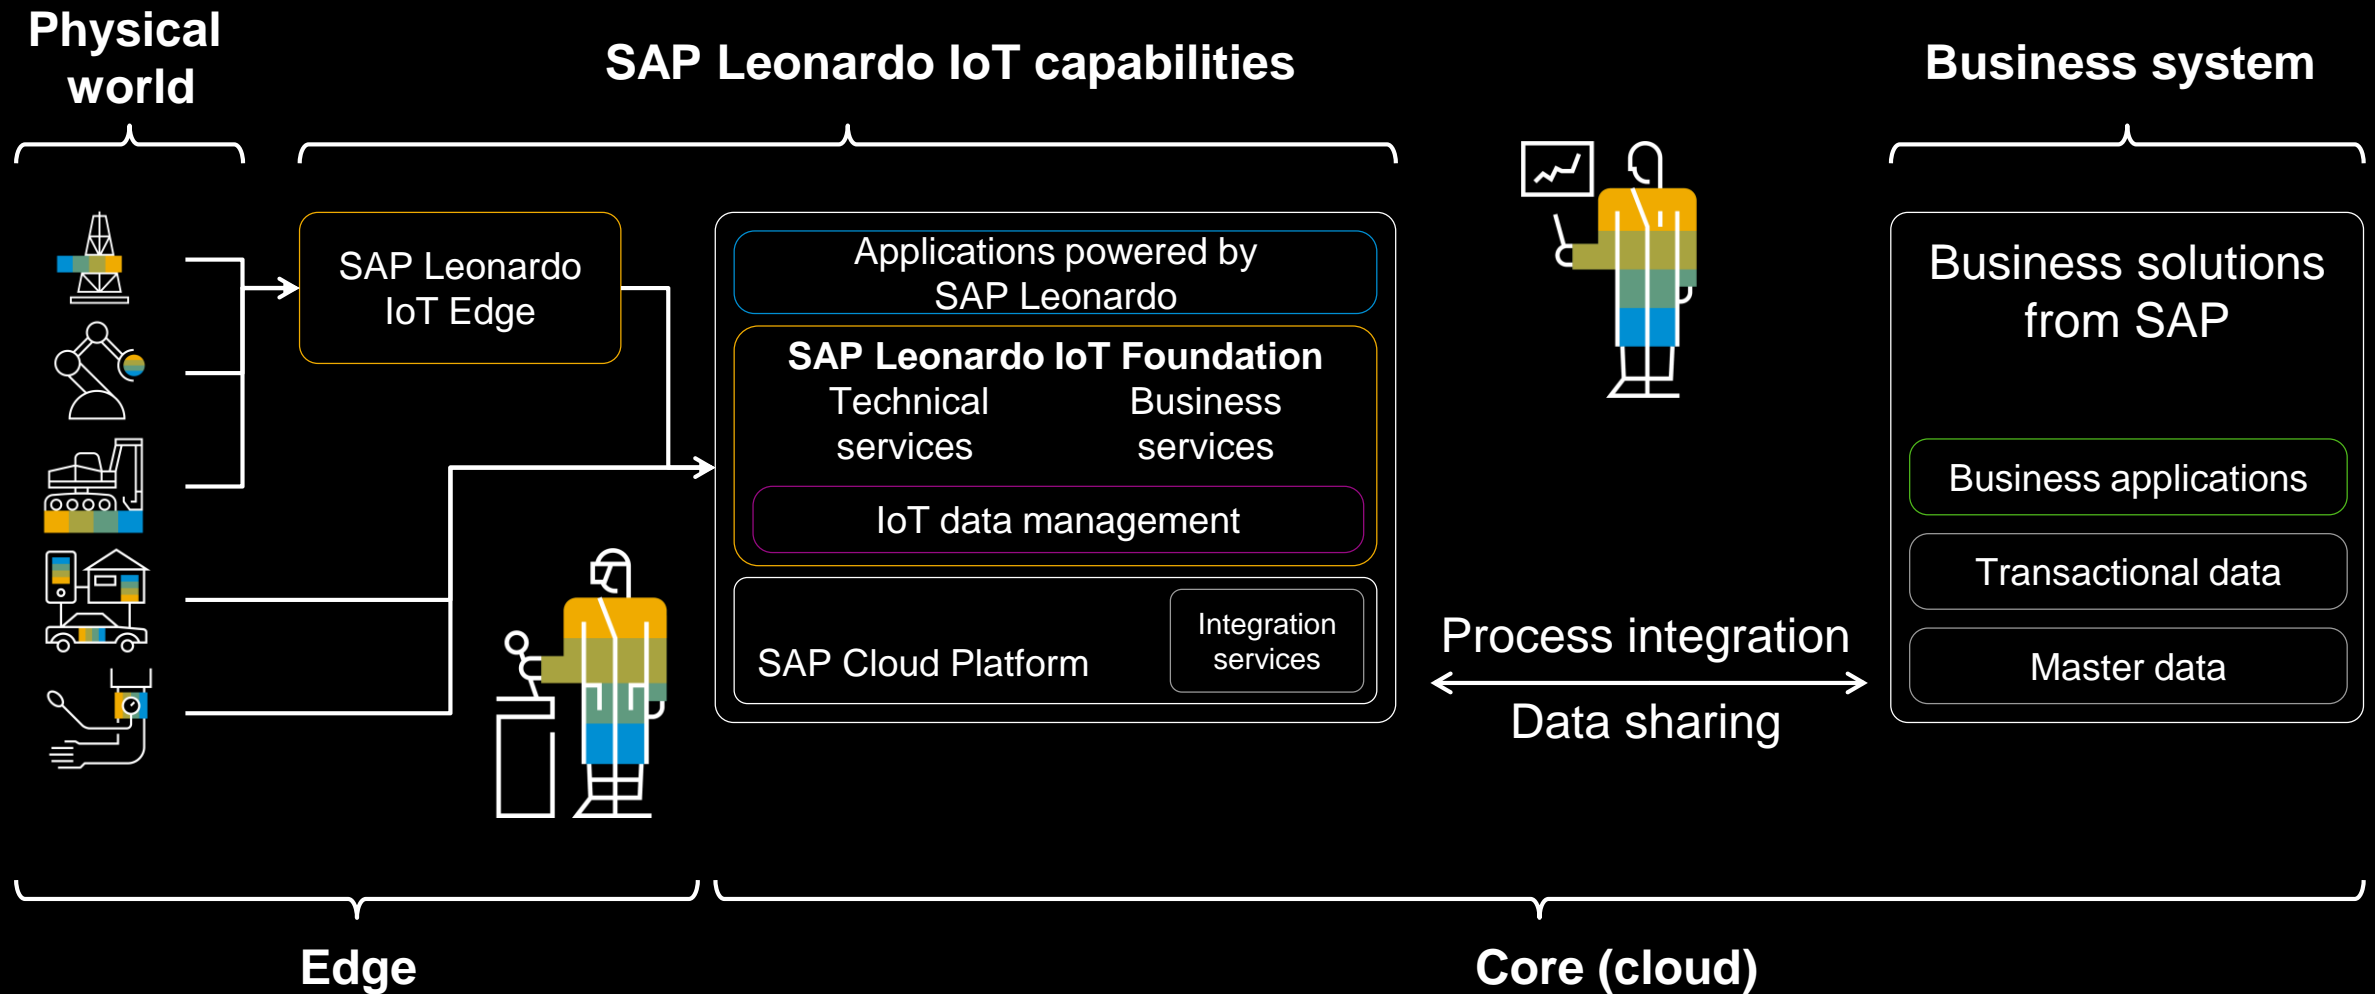 Physical
world
SAP Leonardo IoT capabilities
Business system
SAP Leonardo
IoT Edge
Applications powered by
SAP Leonardo
SAP Leonardo IoT Foundation
Technical
services
Business
services
IoT data management
SAP Cloud Platform
Integration
services
Process integration
Data sharing
Business solutions
from SAP
Business applications
Transactional data
Master data
Edge
Core (cloud)